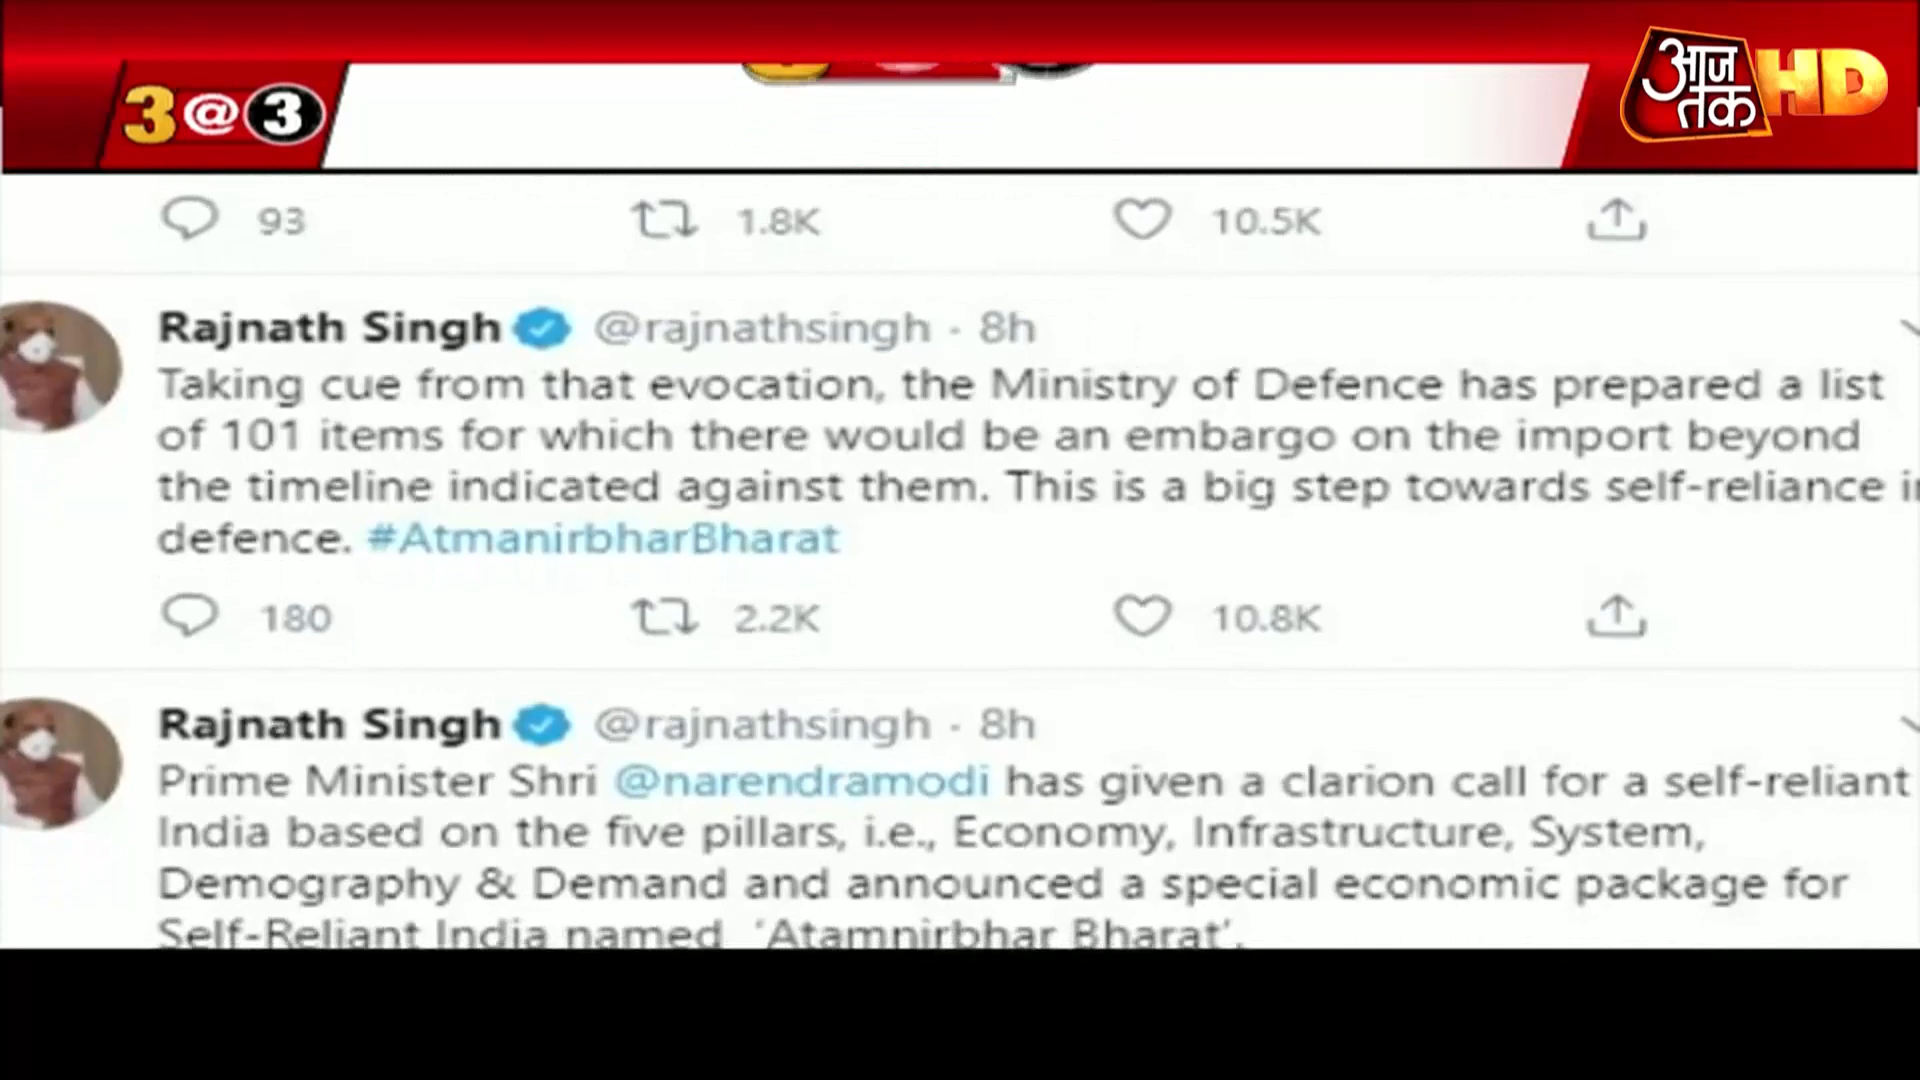 3@3
आज तक HD
93 1.8K 10.5K
Rajnath Singh @rajnathsingh · 8h
Taking cue from that evocation, the Ministry of Defence has prepared a list
of 101 items for which there would be an embargo on the import beyond
the timeline indicated against them. This is a big step towards self-reliance
defence. #AtmanirbharBharat
180 2.2K 10.8K
Rajnath Singh @rajnathsingh · 8h
Prime Minister Shri @narendramodi has given a clarion call for a self-reliant
India based on the five pillars, i.e., Economy, Infrastructure, System,
Demography & Demand and announced a special economic package for
Self-Reliant India named 'Atamnirbhar Bharat'.